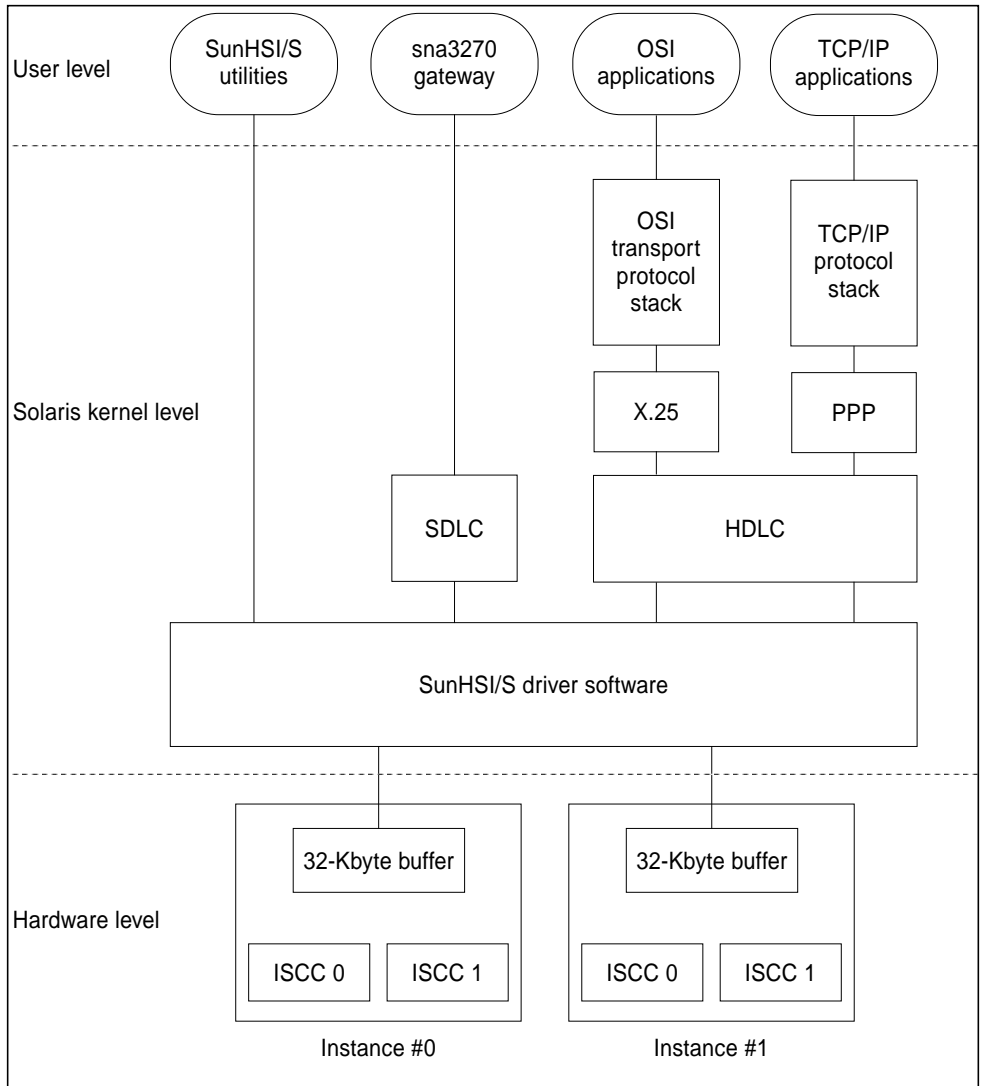 User level
SunHSI/S
utilities
sna3270
gateway
OSI
applications
TCP/IP
applications
Solaris kernel level
OSI
transport
protocol
stack
TCP/IP
protocol
stack
X.25
PPP
SDLC
HDLC
SunHSI/S driver software
Hardware level
32-Kbyte buffer
ISCC 0
ISCC 1
Instance #0
32-Kbyte buffer
ISCC 0
ISCC 1
Instance #1